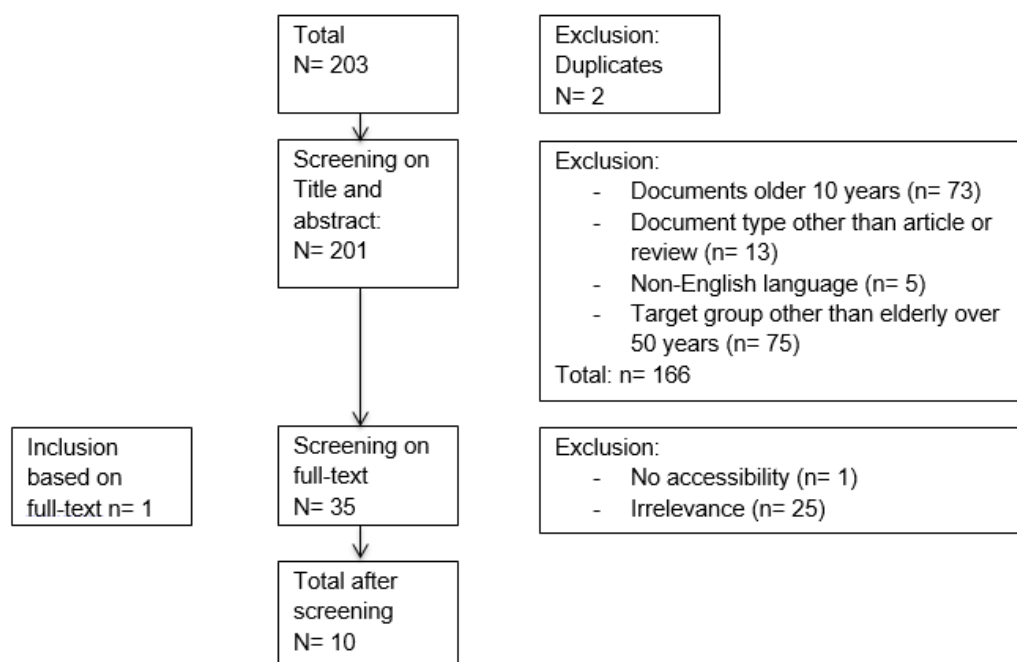 Total
N= 203
Exclusion:
Duplicates
N= 2
Screening on
Title and
abstract:
N= 201
Exclusion:
- Documents older 10 years (n= 73)
- Document type other than article or
review (n= 13)
- Non-English language (n= 5)
- Target group other than elderly over
50 years (n= 75)
Total: n= 166
Inclusion
based on
full-text n= 1
Screening on
full-text
N= 35
Exclusion:
- No accessibility (n= 1)
- Irrelevance (n= 25)
Total after
screening
N= 10